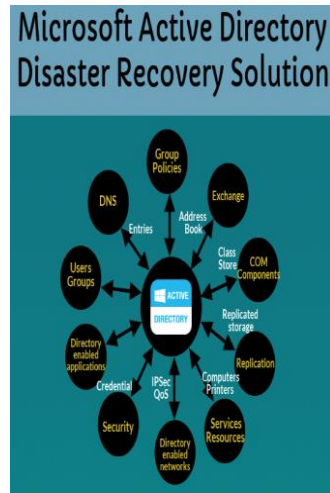 Microsoft Active Directory
Disaster Recovery Solution
Group
Policies
DNS
Exchange
Entries
Address
Book
Users
Groups
Class
Store
COM
Components
ACTIVE
DIRECTORY
Directory
enabled
applications
Replicated
storage
Replication
Credential
IPSec
QoS
Computers
Printers
Security
Directory
enabled
networks
Services
Resources